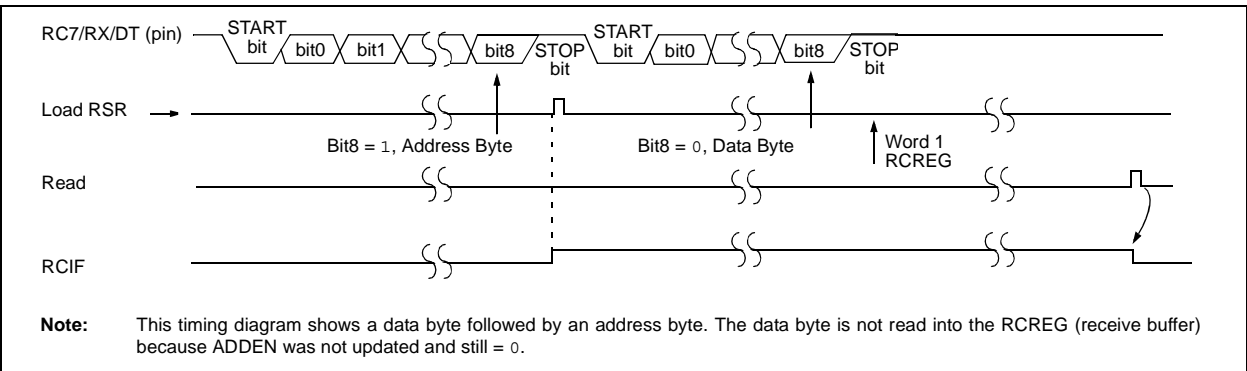 RC7/RX/DT (pin)
START bit
bit0
bit1
bit8
STOP bit
START bit
bit0
bit8
STOP bit
Load RSR
Bit8 = 1, Address Byte
Bit8 = 0, Data Byte
Word 1
RCREG
Read
RCIF
Note: This timing diagram shows a data byte followed by an address byte. The data byte is not read into the RCREG (receive buffer)
because ADDEN was not updated and still = 0.